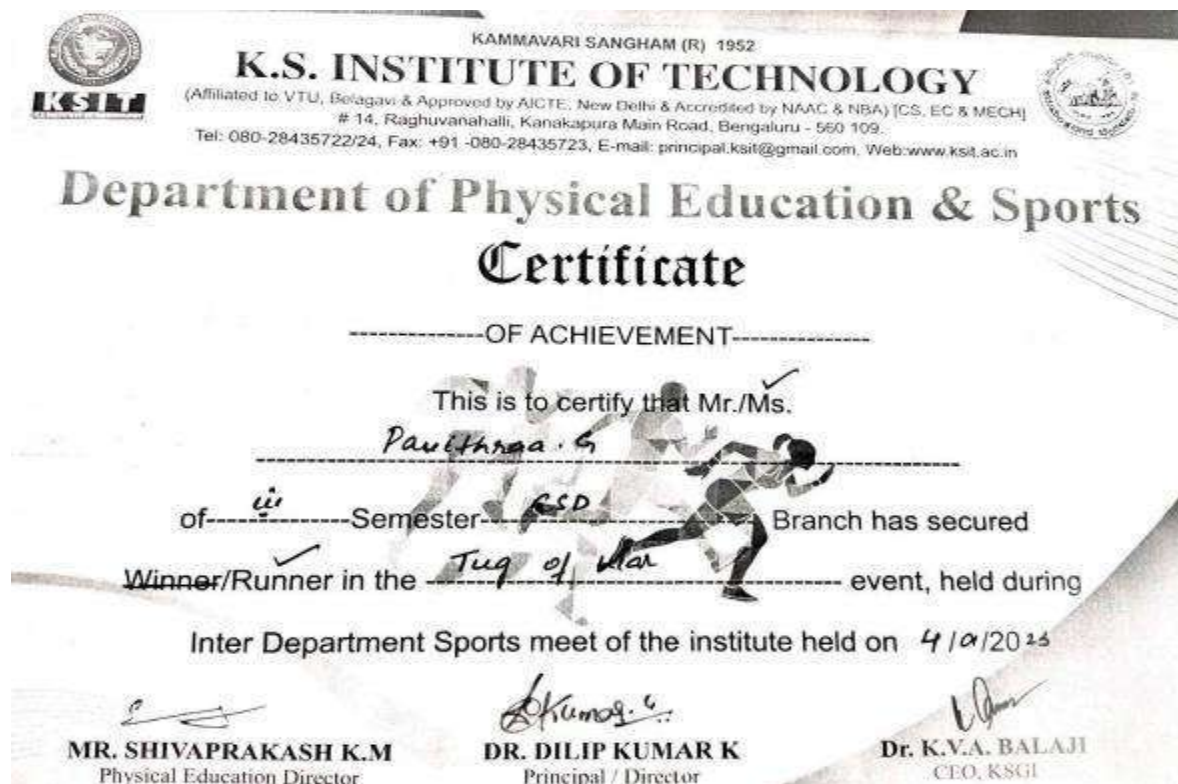 KAMMAVARI SANGHAM (R) 1952
KSIT
K.S. INSTITUTE OF TECHNOLOGY
(Affiliated to VTU, Belagavi & Approved by AICTE, New Delhi & Accredited by NAAC & NBA) [CS, EC & MECH]
# 14, Raghuvanahalli, Kanakapura Main Road, Bengaluru - 560 109.
Tel: 080-28435722/24, Fax: +91 -080-28435723, E-mail: principal.ksit@gmail.com, Web:www.ksit.ac.in
Department of Physical Education & Sports
Certificate
--------------OF ACHIEVEMENT--------------
This is to certify that Mr./Ms.
Pavithraa. G
of iii Semester CSD Branch has secured
Winner/Runner in the Tug of War event, held during
Inter Department Sports meet of the institute held on 4/ /2023
MR. SHIVAPRAKASH K.M DR. DILIP KUMAR K Dr. K.V.A. BALAJI
Physical Education Director Principal / Director CEO, KSGI